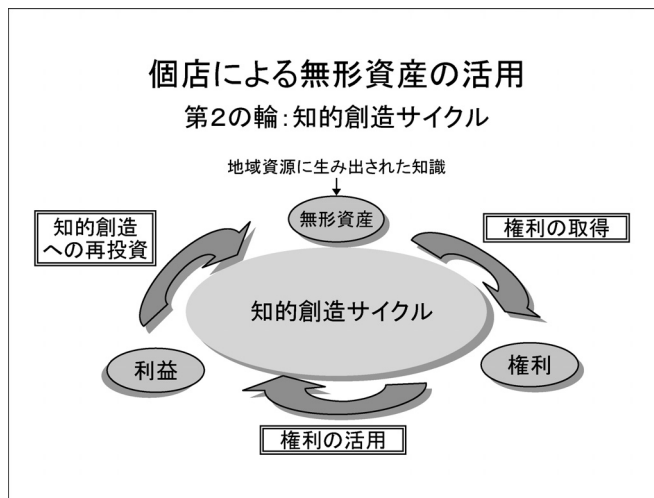 個店による無形資産の活用
第2の輪:知的創造サイクル
地域資源に生み出された知識
無形資産
知的創造
への再投資
権利の取得
知的創造サイクル
利益
権利
権利の活用